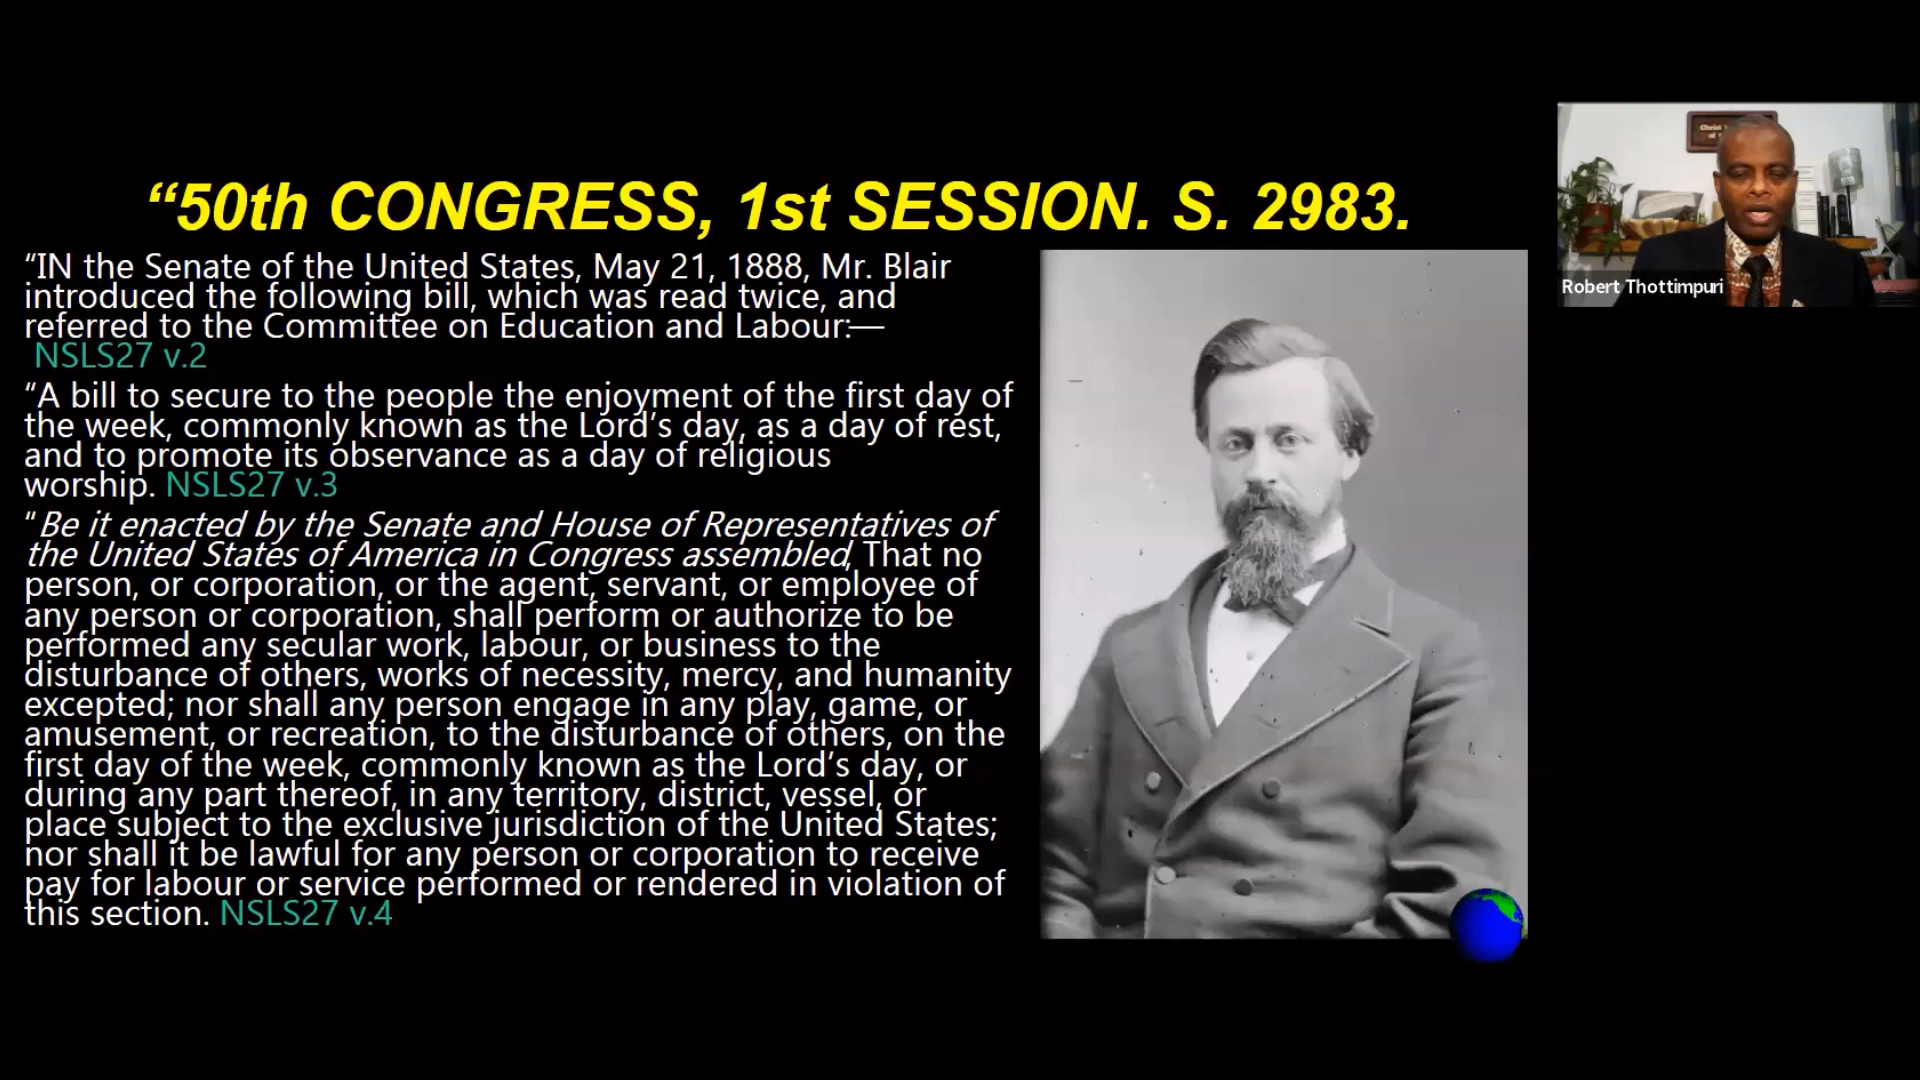 “50th CONGRESS, 1st SESSION. S. 2983.
“IN the Senate of the United States, May 21, 1888, Mr. Blair
introduced the following bill, which was read twice, and
referred to the Committee on Education and Labour:—
NSLS27 v.2
“A bill to secure to the people the enjoyment of the first day of
the week, commonly known as the Lord’s day, as a day of rest,
and to promote its observance as a day of religious
worship. NSLS27 v.3
“Be it enacted by the Senate and House of Representatives of
the United States of America in Congress assembled, That no
person, or corporation, or the agent, servant, or employee of
any person or corporation, shall perform or authorize to be
performed any secular work, labour, or business to the
disturbance of others, works of necessity, mercy, and humanity
excepted; nor shall any person engage in any play, game, or
amusement, or recreation, to the disturbance of others, on the
first day of the week, commonly known as the Lord’s day, or
during any part thereof, in any territory, district, vessel, or
place subject to the exclusive jurisdiction of the United States;
nor shall it be lawful for any person or corporation to receive
pay for labour or service performed or rendered in violation of
this section. NSLS27 v.4
Christ
Robert Thottimpuri